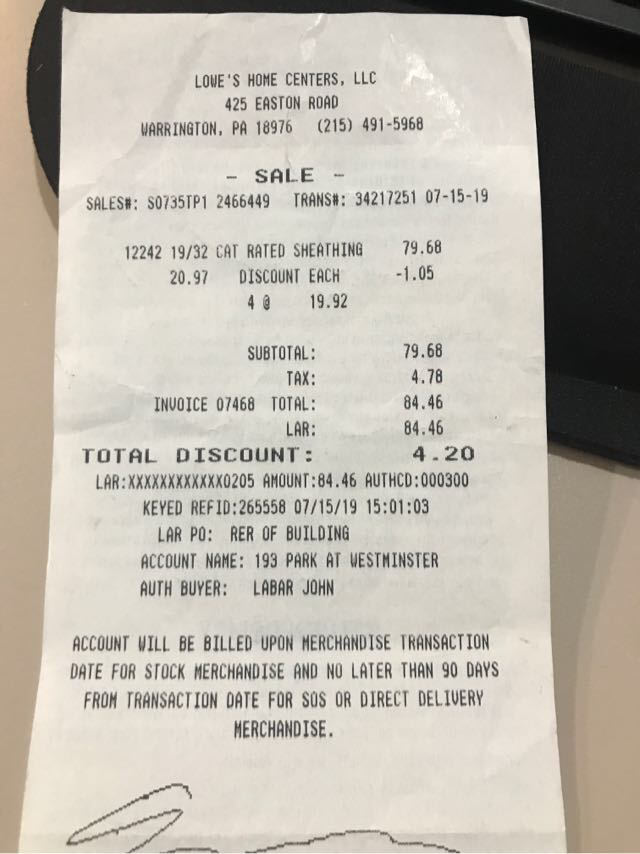 LOWE'S HOME CENTERS, LLC
425 EASTON ROAD
WARRINGTON, PA 18976 (215) 491-5968
- SALE -
SALES#: S0735TP1 2466449 TRANS#: 34217251 07-15-19
12242 19/32 CAT RATED SHEATHING 79.68
20.97 DISCOUNT EACH -1.05
4 @ 19.92
SUBTOTAL: 79.68
TAX: 4.78
INVOICE 07468 TOTAL: 84.46
LAR: 84.46
TOTAL DISCOUNT: 4.20
LAR:XXXXXXXXXXXX0205 AMOUNT:84.46 AUTHCD:000300
KEYED REFID:265558 07/15/19 15:01:03
LAR PO: RER OF BUILDING
ACCOUNT NAME: 193 PARK AT WESTMINSTER
AUTH BUYER: LABAR JOHN
ACCOUNT WILL BE BILLED UPON MERCHANDISE TRANSACTION
DATE FOR STOCK MERCHANDISE AND NO LATER THAN 90 DAYS
FROM TRANSACTION DATE FOR SOS OR DIRECT DELIVERY
MERCHANDISE.